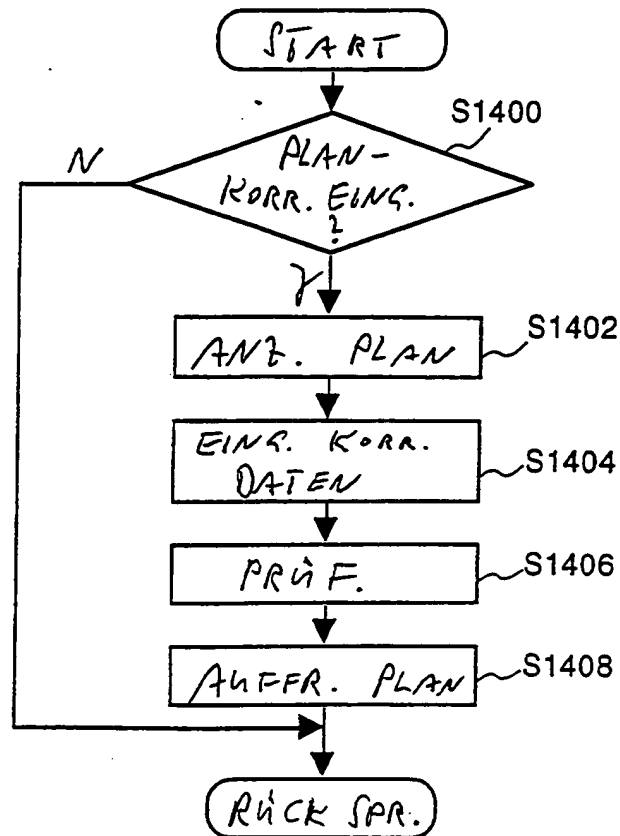 START
S1400
PLAN-
KORR. EING.
?
N
Y
ANZ. PLAN
S1402
EING. KORR.
DATEN
S1404
PRÜF.
S1406
AUFFR. PLAN
S1408
RÜCK SPR.